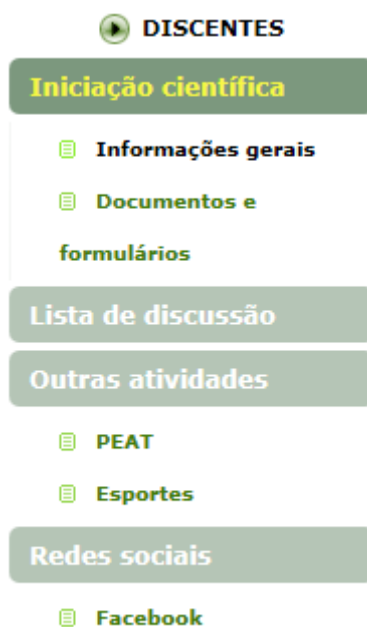 DISCENTES
Iniciação científica
Informações gerais
Documentos e
formulários
Lista de discussão
Outras atividades
PEAT
Esportes
Redes sociais
Facebook